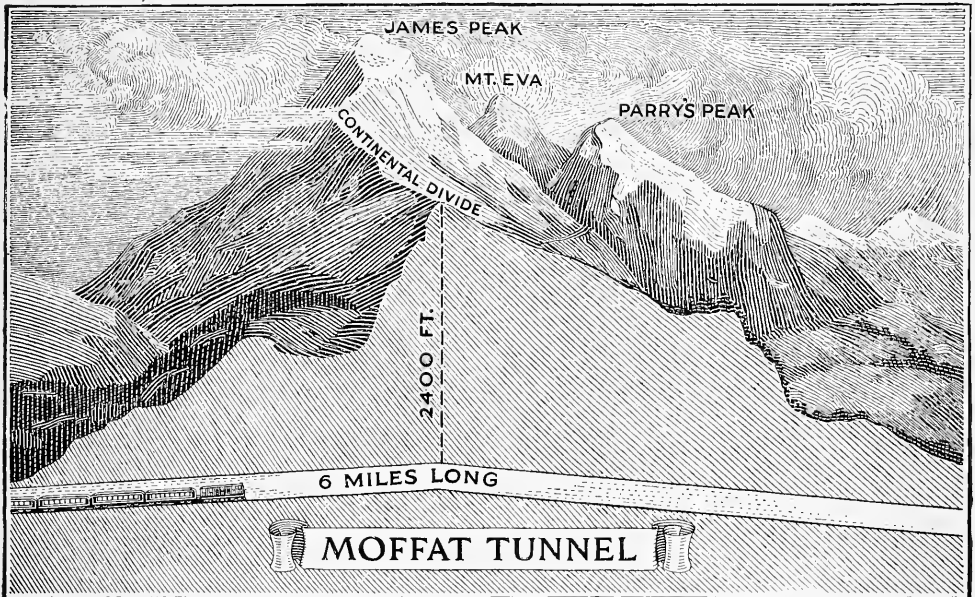 JAMES PEAK
MT. EVA
PARRY'S PEAK
CONTINENTAL DIVIDE
2400 FT.
6 MILES LONG
MOFFAT TUNNEL